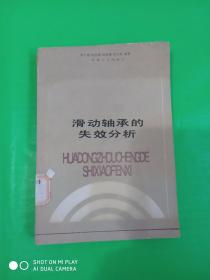 滑动轴承的
失效分析
HUADONGZHOUCHENGDE
SHIXIAOFENXI
SHOT ON MI PLAY
AI DUAL CAMERA